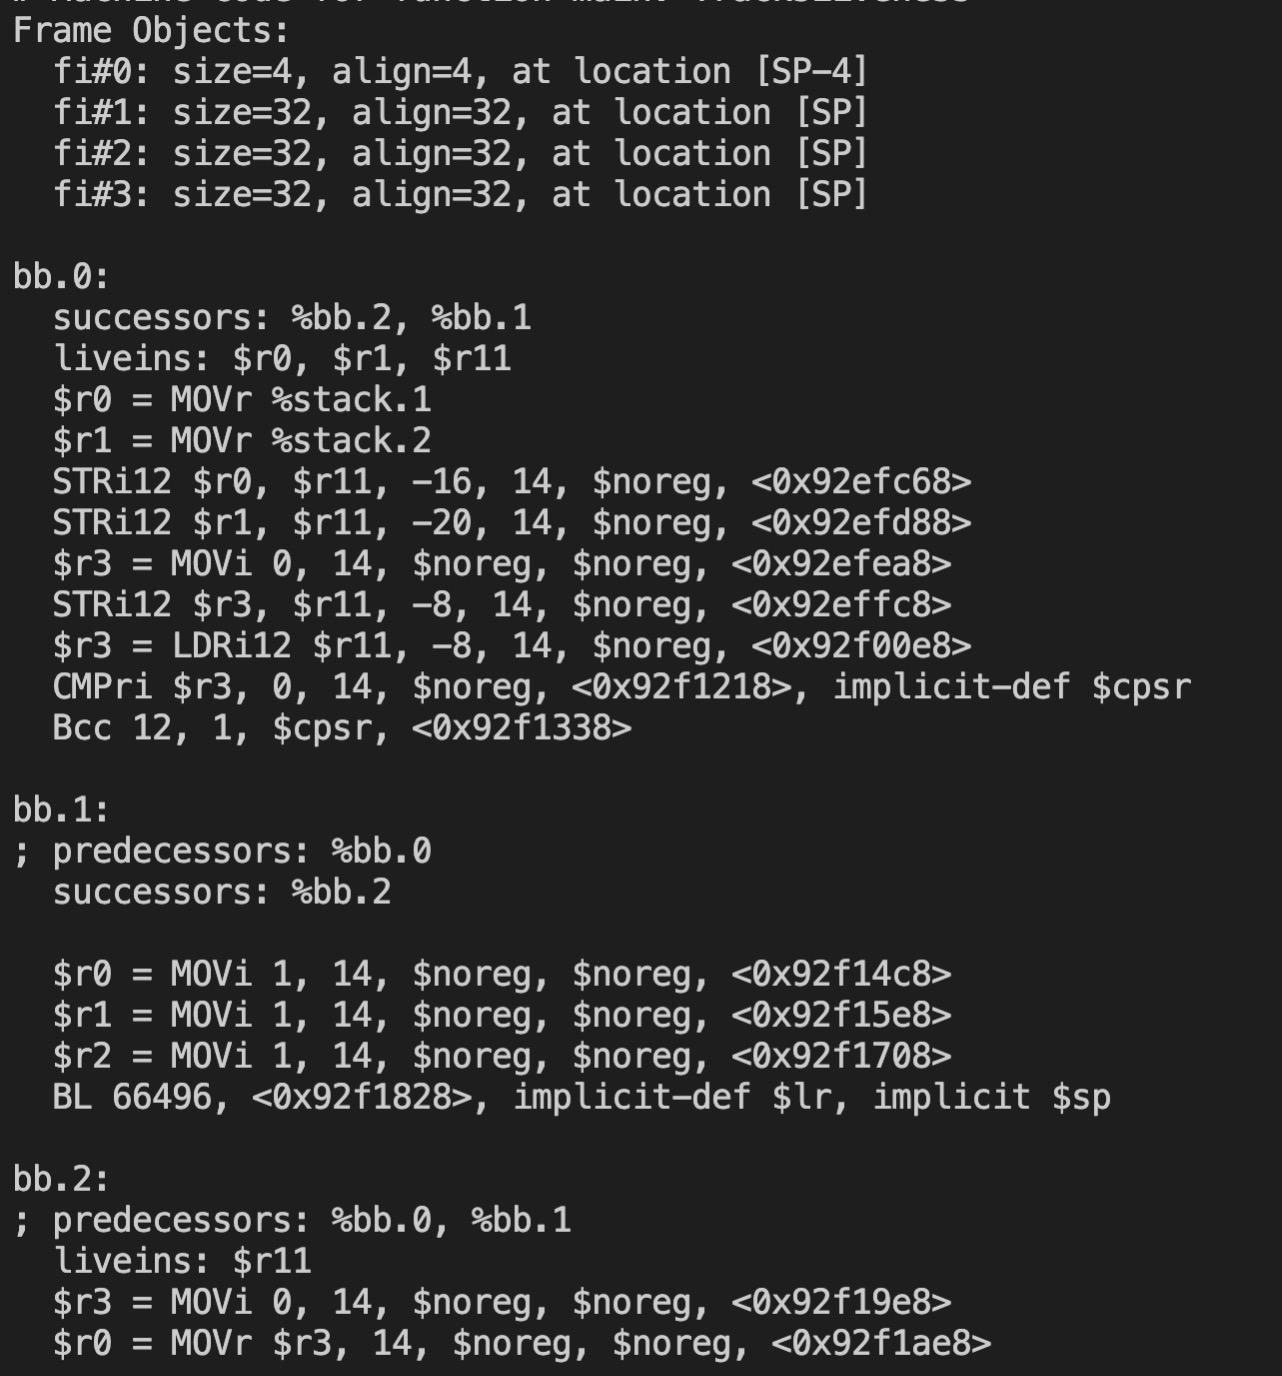 # Machine code for function main: TracksLiveness
Frame Objects:
  fi#0: size=4, align=4, at location [SP-4]
  fi#1: size=32, align=32, at location [SP]
  fi#2: size=32, align=32, at location [SP]
  fi#3: size=32, align=32, at location [SP]

bb.0:
  successors: %bb.2, %bb.1
  liveins: $r0, $r1, $r11
  $r0 = MOVr %stack.1
  $r1 = MOVr %stack.2
  STRi12 $r0, $r11, -16, 14, $noreg, <0x92efc68>
  STRi12 $r1, $r11, -20, 14, $noreg, <0x92efd88>
  $r3 = MOVi 0, 14, $noreg, $noreg, <0x92efea8>
  STRi12 $r3, $r11, -8, 14, $noreg, <0x92effc8>
  $r3 = LDRi12 $r11, -8, 14, $noreg, <0x92f00e8>
  CMPri $r3, 0, 14, $noreg, <0x92f1218>, implicit-def $cpsr
  Bcc 12, 1, $cpsr, <0x92f1338>

bb.1:
; predecessors: %bb.0
  successors: %bb.2

  $r0 = MOVi 1, 14, $noreg, $noreg, <0x92f14c8>
  $r1 = MOVi 1, 14, $noreg, $noreg, <0x92f15e8>
  $r2 = MOVi 1, 14, $noreg, $noreg, <0x92f1708>
  BL 66496, <0x92f1828>, implicit-def $lr, implicit $sp

bb.2:
; predecessors: %bb.0, %bb.1
  liveins: $r11
  $r3 = MOVi 0, 14, $noreg, $noreg, <0x92f19e8>
  $r0 = MOVr $r3, 14, $noreg, $noreg, <0x92f1ae8>